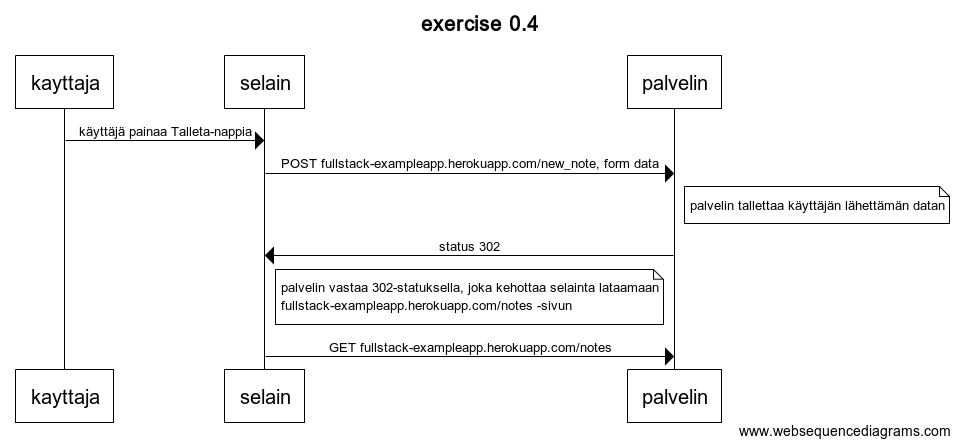 exercise 0.4
kayttaja
selain
palvelin
käyttäjä painaa Talleta-nappia
POST fullstack-exampleapp.herokuapp.com/new_note, form data
palvelin tallettaa käyttäjän lähettämän datan
status 302
palvelin vastaa 302-statuksella, joka kehottaa selainta lataamaan
fullstack-exampleapp.herokuapp.com/notes -sivun
GET fullstack-exampleapp.herokuapp.com/notes
kayttaja
selain
palvelin
www.websequencediagrams.com